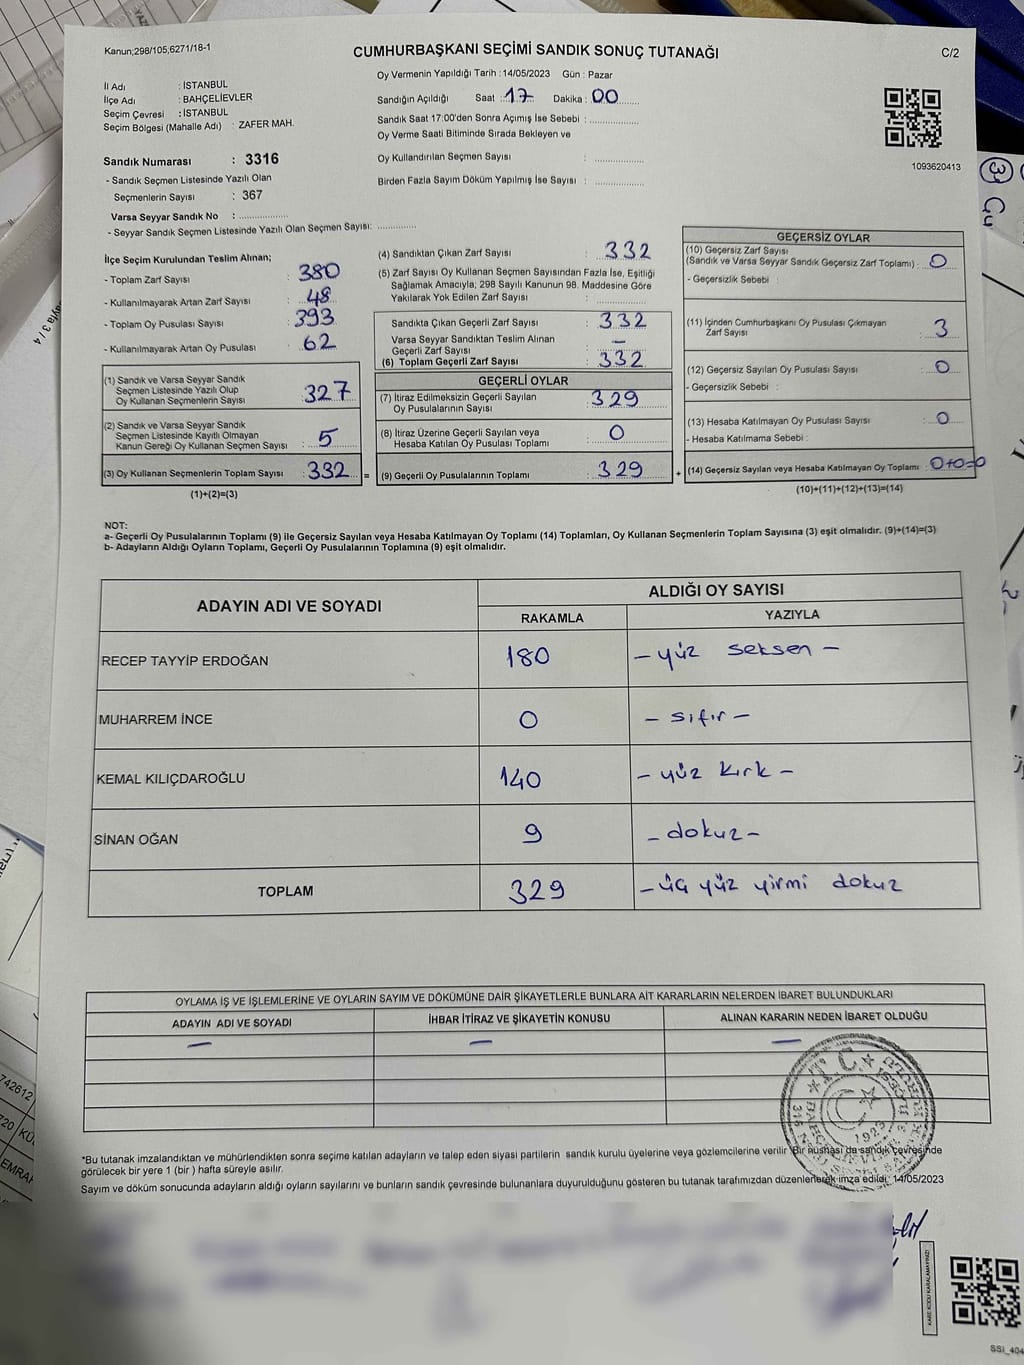 Kanun;298/105;6271/18-1
CUMHURBAŞKANI SEÇİMİ SANDIK SONUÇ TUTANAĞI
C/2
İl Adı : İSTANBUL
İlçe Adı : BAHÇELİEVLER
Seçim Çevresi : İSTANBUL
Seçim Bölgesi (Mahalle Adı) : ZAFER MAH.
Sandık Numarası : 3316
- Sandık Seçmen Listesinde Yazılı Olan
Seçmenlerin Sayısı : 367
Varsa Seyyar Sandık No : ................
- Seyyar Sandık Seçmen Listesinde Yazılı Olan Seçmen Sayısı: .............
Oy Vermenin Yapıldığı Tarih : 14/05/2023 Gün : Pazar
Sandığın Açıldığı Saat : 17 Dakika : 00
Sandık Saat 17:00'den Sonra Açımış İse Sebebi : ................
Oy Verme Saati Bitiminde Sırada Bekleyen ve
Oy Kullandırılan Seçmen Sayısı : ................
Birden Fazla Sayım Döküm Yapılmış İse Sayısı : ................
1093620413
İlçe Seçim Kurulundan Teslim Alınan;
- Toplam Zarf Sayısı : 380
- Kullanılmayarak Artan Zarf Sayısı : 48
- Toplam Oy Pusulası Sayısı : 393
- Kullanılmayarak Artan Oy Pusulası : 62
(1) Sandık ve Varsa Seyyar Sandık
Seçmen Listesinde Yazılı Olup
Oy Kullanan Seçmenlerin Sayısı : 327
(2) Sandık ve Varsa Seyyar Sandık
Seçmen Listesinde Kayıtlı Olmayan
Kanun Gereği Oy Kullanan Seçmen Sayısı : 5
(3) Oy Kullanan Seçmenlerin Toplam Sayısı : 332 =
(1)+(2)=(3)
(4) Sandıktan Çıkan Zarf Sayısı : 332
(5) Zarf Sayısı Oy Kullanan Seçmen Sayısından Fazla İse, Eşitliği
Sağlamak Amacıyla, 298 Sayılı Kanunun 98. Maddesine Göre
Yakılarak Yok Edilen Zarf Sayısı : ................
Sandıkta Çıkan Geçerli Zarf Sayısı : 332
Varsa Seyyar Sandıktan Teslim Alınan
Geçerli Zarf Sayısı : —
(6) Toplam Geçerli Zarf Sayısı : 332
GEÇERLİ OYLAR
(7) İtiraz Edilmeksizin Geçerli Sayılan
Oy Pusulalarının Sayısı : 329
(8) İtiraz Üzerine Geçerli Sayılan veya
Hesaba Katılan Oy Pusulası Toplamı : 0
(9) Geçerli Oy Pusulalarının Toplamı : 329 +
GEÇERSİZ OYLAR
(10) Geçersiz Zarf Sayısı
(Sandık ve Varsa Seyyar Sandık Geçersiz Zarf Toplamı) : 0
- Geçersizlik Sebebi :
(11) İçinden Cumhurbaşkanı Oy Pusulası Çıkmayan
Zarf Sayısı : 3
(12) Geçersiz Sayılan Oy Pusulası Sayısı : 0
- Geçersizlik Sebebi :
(13) Hesaba Katılmayan Oy Pusulası Sayısı : 0
- Hesaba Katılmama Sebebi :
(14) Geçersiz Sayılan veya Hesaba Katılmayan Oy Toplamı : 0+0=0
(10)+(11)+(12)+(13)=(14)
NOT:
a- Geçerli Oy Pusulalarının Toplamı (9) ile Geçersiz Sayılan veya Hesaba Katılmayan Oy Toplamı (14) Toplamları, Oy Kullanan Seçmenlerin Toplam Sayısına (3) eşit olmalıdır. (9)+(14)=(3)
b- Adayların Aldığı Oyların Toplamı, Geçerli Oy Pusulalarının Toplamına (9) eşit olmalıdır.
ADAYIN ADI VE SOYADI
ALDIĞI OY SAYISI
RAKAMLA YAZIYLA
RECEP TAYYİP ERDOĞAN 180 – yüz seksen –
MUHARREM İNCE 0 – sıfır –
KEMAL KILIÇDAROĞLU 140 – yüz kırk –
SİNAN OĞAN 9 – dokuz –
TOPLAM 329 – üç yüz yirmi dokuz
OYLAMA İŞ VE İŞLEMLERİNE VE OYLARIN SAYIM VE DÖKÜMÜNE DAİR ŞİKAYETLERLE BUNLARA AİT KARARLARIN NELERDEN İBARET BULUNDUKLARI
ADAYIN ADI VE SOYADI İHBAR İTİRAZ VE ŞİKAYETİN KONUSU ALINAN KARARIN NEDEN İBARET OLDUĞU
— — —
T.C.
1923
*Bu tutanak imzalandıktan ve mühürlendikten sonra seçime katılan adayların ve talep eden siyasi partilerin sandık kurulu üyelerine veya gözlemcilerine verilir. Bir nüshası da sandık çevresinde
görülecek bir yere 1 (bir ) hafta süreyle asılır.
Sayım ve döküm sonucunda adayların aldığı oyların sayılarını ve bunların sandık çevresinde bulunanlara duyurulduğunu gösteren bu tutanak tarafımızdan düzenlenerek imza edildi. 14/05/2023
KARE KODU KARALAMAYINIZ!
SSİ_404
ayfa 3 / 4
742612
720
EMRAH